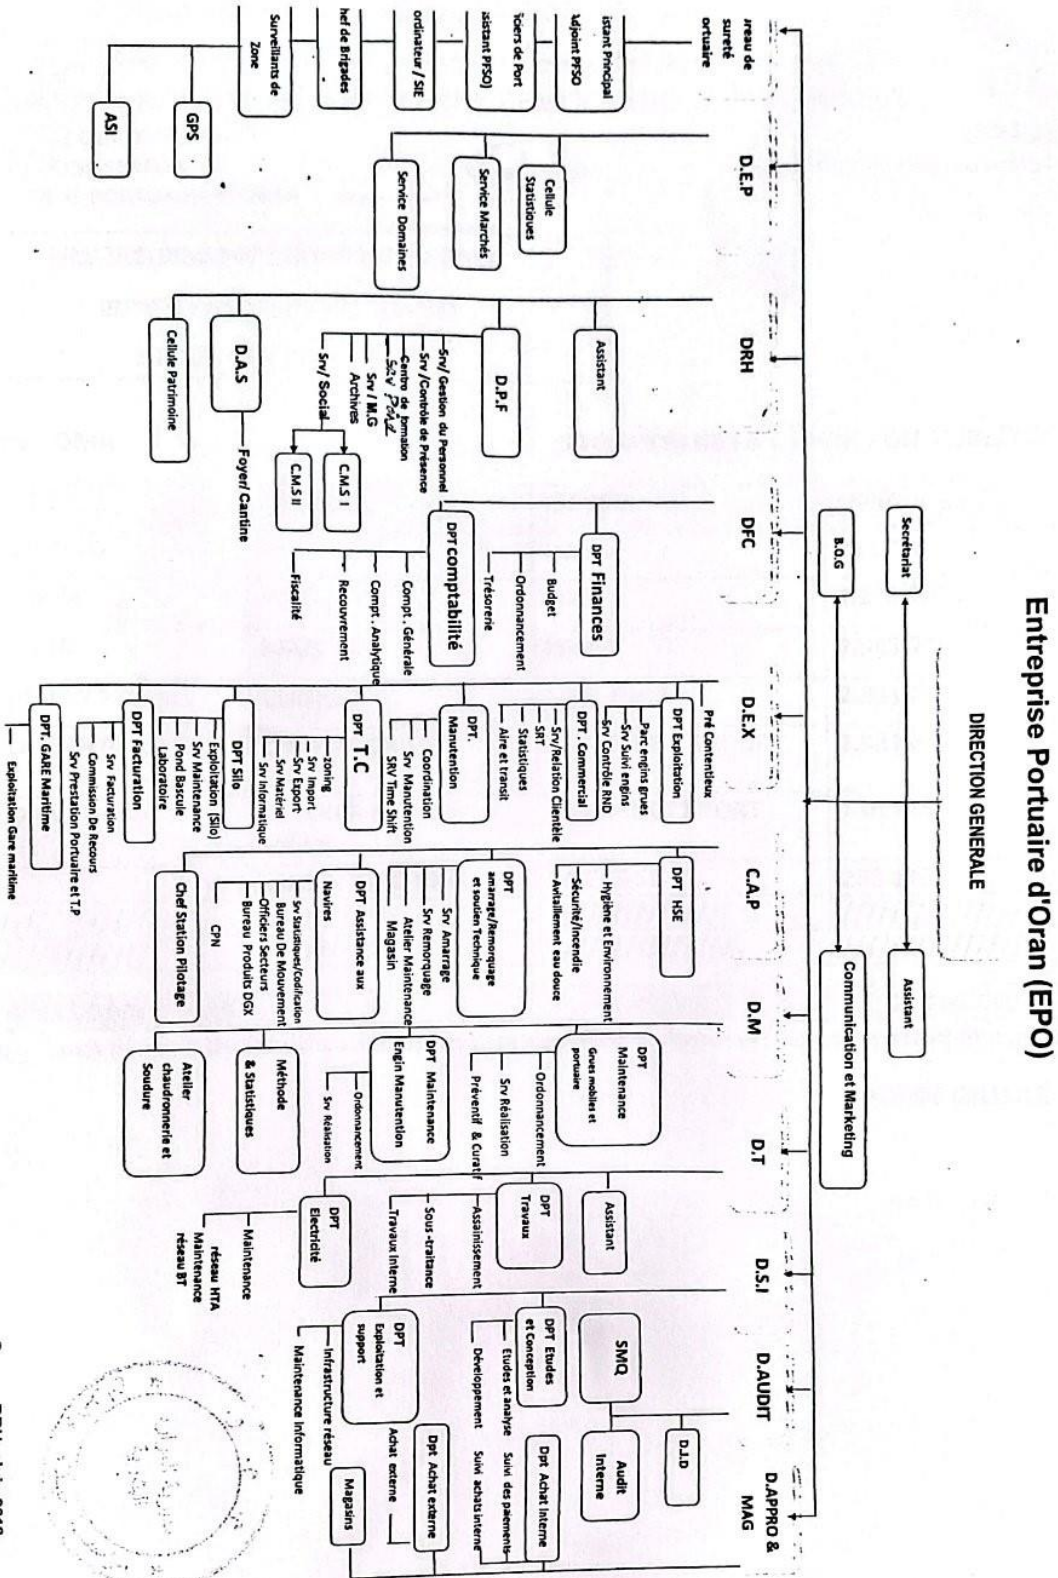 Entreprise Portuaire d'Oran (EPO)
DIRECTION GENERALE
Secrétariat
Assistant
B.O.G
Communication et Marketing
reau de
sureté
ortuaire
istant Principal
Adjoint PFSO
iciers de Port
ssistant PFSO)
ordinateur / SIE
hef de Brigades
Surveillants de
Zone
GPS
ASI
D.E.P
Cellule
Statistiques
Service Marchés
Service Domaines
DRH
Assistant
D.P.F
Srv/ Gestion du Personnel
Srv /Contrôle de Présence
Centre de formation
Srv Paie
Srv / M.G
Archives
Srv/ Social
C.M.S I
C.M.S II
D.A.S
Foyer/ Cantine
Cellule Patrimoine
DFC
DPT Finances
Budget
Ordonnancement
Trésorerie
DPT comptabilité
Compt . Générale
Compt . Analytique
Recouvrement
Fiscalité
D.E.X
Pré Contentieux
DPT Exploitation
Parc engins grues
Srv Suivi engins
Srv Contrôle RND
DPT . Commercial
Srv/Relation Clientèle
SRT
Statistiques
Aire et transit
DPT.
Manutention
Coordination
Srv Manutention
SRV Time Shift
DPT T.C
zoning
Srv Import
Srv Export
Srv Matériel
Srv Informatique
DPT Silo
Exploitation (Silo)
Srv Maintenance
Pond Bascule
Laboratoire
DPT Facturation
Srv Facturation
Commission De Recours
Srv Prestation Portuaire et T.P
DPT. GARE Maritime
Exploitation Gare maritime
C.A.P
DPT HSE
Hygiène et Environnement
Sécurité/Incendie
Avitaillement eau douce
DPT
amarrage/Remorquage
et soutien Technique
Srv Amarrage
Srv Remorquage
Atelier Maintenance
Magasin
DPT Assistance aux
Navires
Srv Statistiques/Codification
Bureau De Mouvement
Officiers Secteurs
Bureau Produits DGX
CPN
Chef Station Pilotage
D.M
DPT
Maintenance
Grues mobiles et
portuaire
Ordonnancement
Srv Réalisation
Préventif & Curatif
DPT Maintenance
Engin Manutention
Ordonnancement
Srv Réalisation
Méthode
& Statistiques
Atelier
chaudronnerie et
Soudure
D.T
Assistant
DPT
Travaux
Assainissement
Sous -traitance
Travaux Interne
DPT
Electricité
Maintenance
réseau HTA
Maintenance
réseau BT
D.S.I
DPT Etudes
et Conception
Etudes et analyse
Développement
DPT
Exploitation et
support
Infrastructure réseau
Maintenance Informatique
D.AUDIT
SMQ
D.J.D
Audit
Interne
D.APPRO &
MAG
Dpt Achat Interne
Suivi des paiements
Suivi achats interne
Dpt Achat externe
Achat externe
Magasins